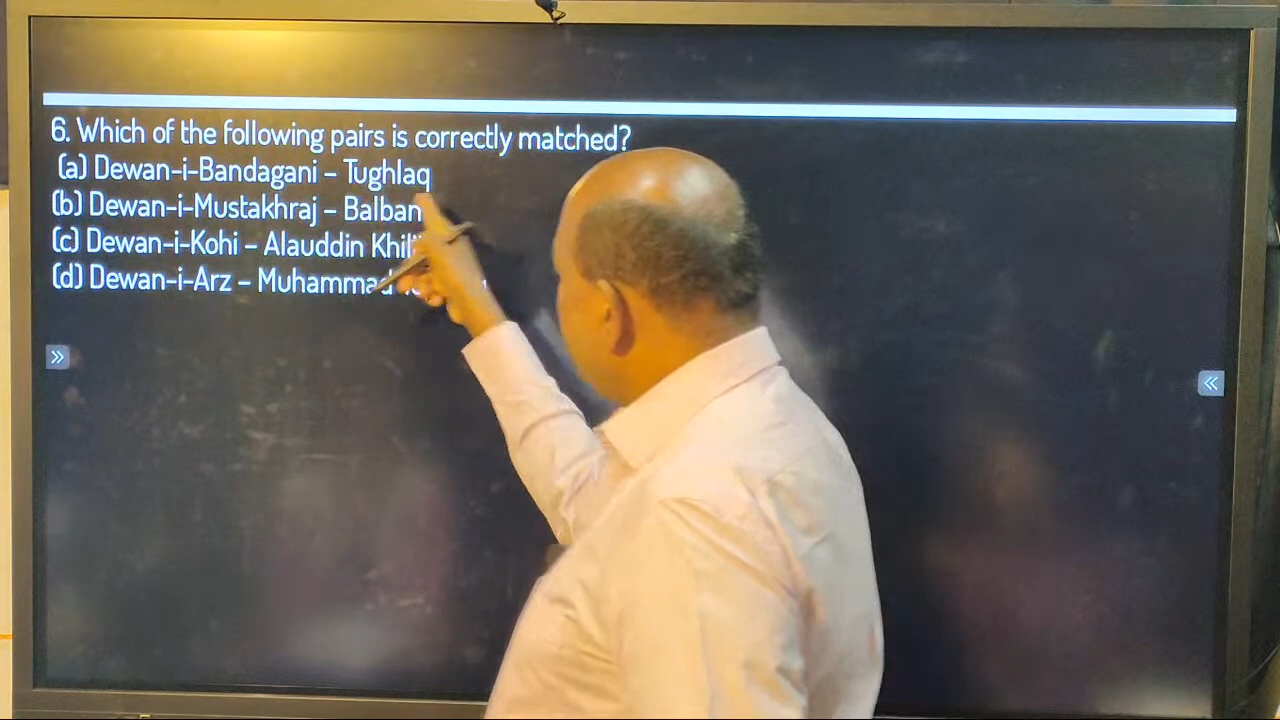 6. Which of the following pairs is correctly matched?
(a) Dewan-i-Bandagani – Tughlaq
(b) Dewan-i-Mustakhraj – Balban
(c) Dewan-i-Kohi – Alauddin
(d) Dewan-i-Arz – Muhammad